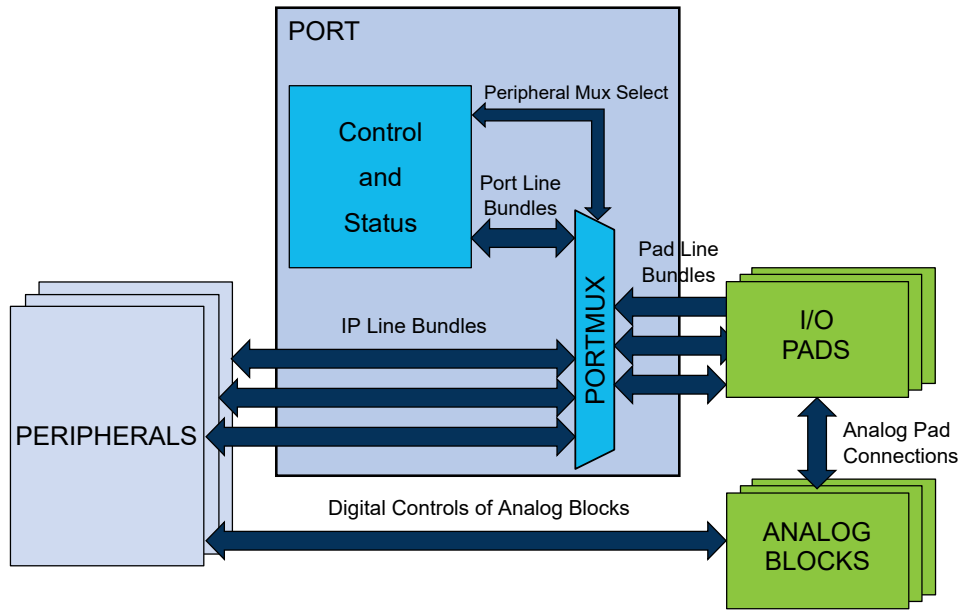 PORT
Peripheral Mux Select
Control
and
Status
Port Line
Bundles
Pad Line
Bundles
PORTMUX
I/O
PADS
IP Line Bundles
PERIPHERALS
Analog Pad
Connections
Digital Controls of Analog Blocks
ANALOG
BLOCKS